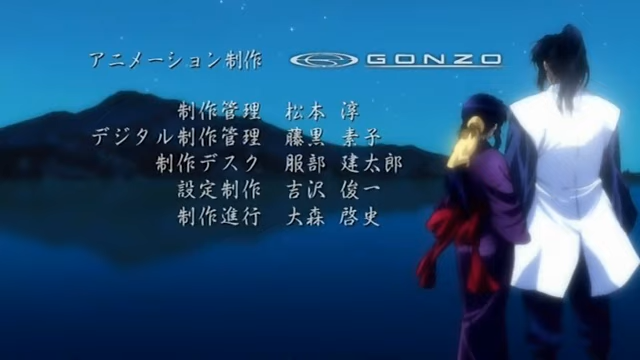 アニメーション制作 GONZO
制作管理 松本 淳
デジタル制作管理 藤黒 素子
制作デスク 服部 建太郎
設定制作 吉沢 俊一
制作進行 大森 啓史